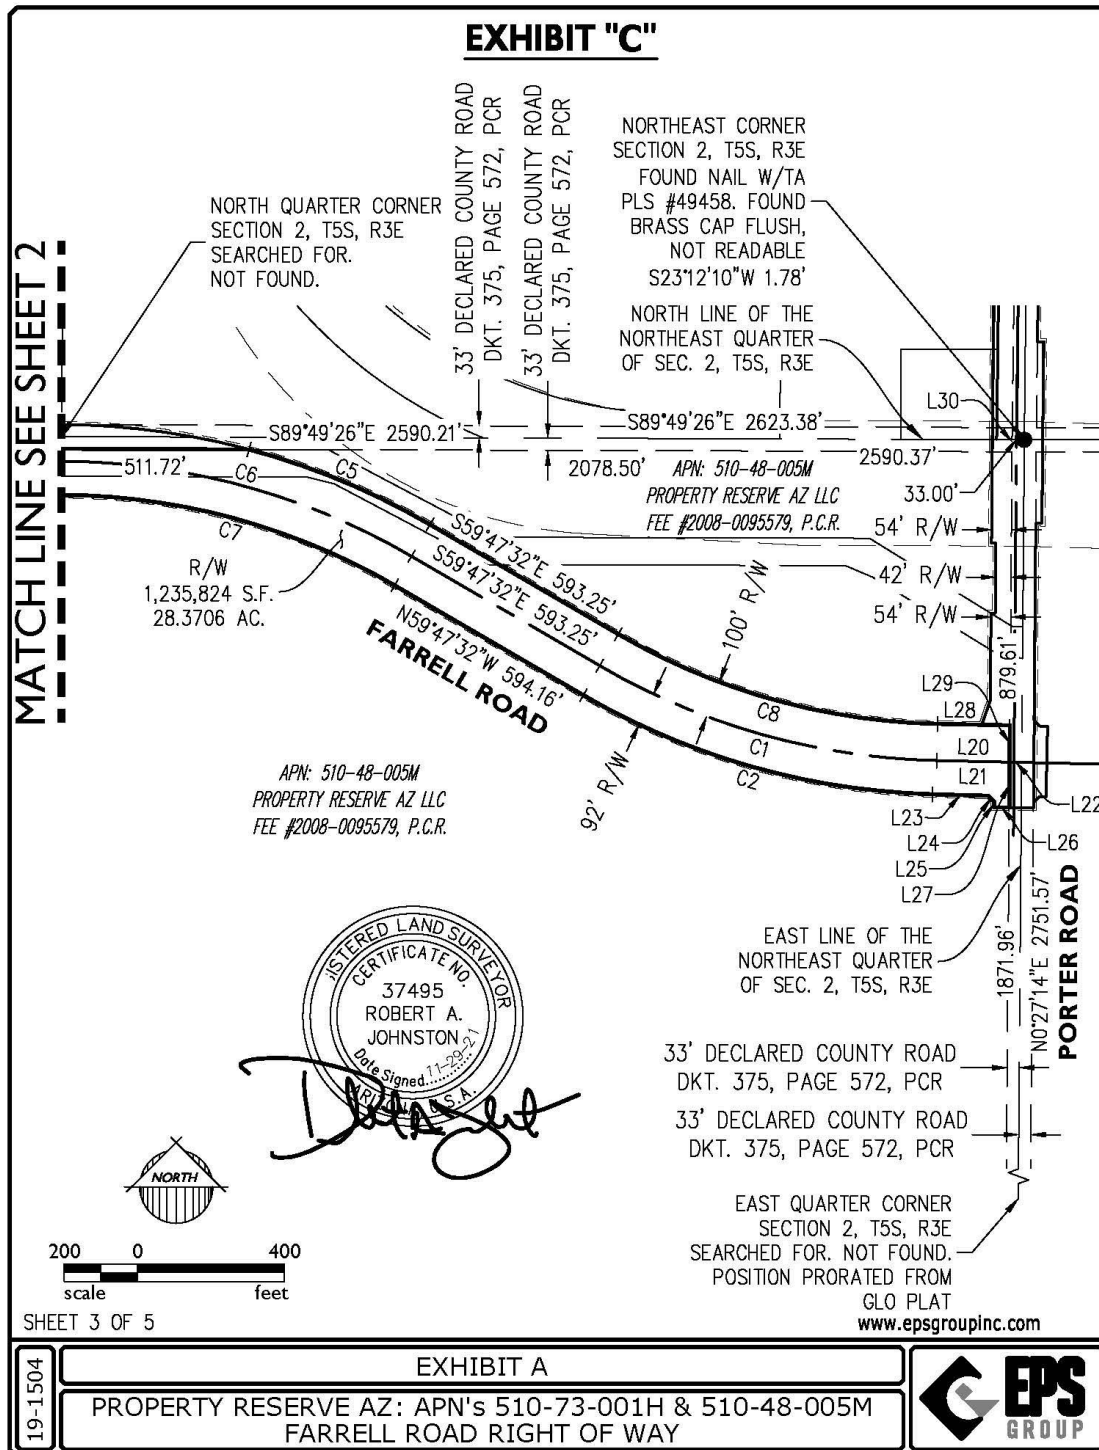 EXHIBIT "C"
33' DECLARED COUNTY ROAD
DKT. 375, PAGE 572, PCR
33' DECLARED COUNTY ROAD
DKT. 375, PAGE 572, PCR
NORTHEAST CORNER
SECTION 2, T5S, R3E
FOUND NAIL W/TA
PLS #49458. FOUND
BRASS CAP FLUSH,
NOT READABLE
S23°12'10"W 1.78'
NORTH QUARTER CORNER
SECTION 2, T5S, R3E
SEARCHED FOR.
NOT FOUND.
MATCH LINE SEE SHEET 2
NORTH LINE OF THE
NORTHEAST QUARTER
OF SEC. 2, T5S, R3E
L30
S89°49'26"E 2623.38'
S89°49'26"E 2590.21'
2590.37'
511.72'
C6
C5
2078.50'
APN: 510-48-005M
PROPERTY RESERVE AZ LLC
FEE #2008-0095579, P.C.R.
33.00'
54' R/W
42' R/W
54' R/W
C7
S59°47'32"E 593.25'
S59°47'32"E 593.25'
N59°47'32"W 594.16'
FARRELL ROAD
R/W
1,235,824 S.F.
28.3706 AC.
100' R/W
879.61'
L29
L28
C8
C1
C2
L20
L21
92' R/W
L23
L22
L24
L26
L25
L27
APN: 510-48-005M
PROPERTY RESERVE AZ LLC
FEE #2008-0095579, P.C.R.
EAST LINE OF THE
NORTHEAST QUARTER
OF SEC. 2, T5S, R3E
1871.96'
N0°27'14"E 2751.57'
PORTER ROAD
ISTERED LAND SURVEYOR
CERTIFICATE NO.
37495
ROBERT A.
JOHNSTON
Date Signed 11-29-21
U.S.A.
33' DECLARED COUNTY ROAD
DKT. 375, PAGE 572, PCR
33' DECLARED COUNTY ROAD
DKT. 375, PAGE 572, PCR
EAST QUARTER CORNER
SECTION 2, T5S, R3E
SEARCHED FOR. NOT FOUND.
POSITION PRORATED FROM
GLO PLAT
NORTH
200 0 400
scale feet
SHEET 3 OF 5
www.epsgroupinc.com
19-1504
EXHIBIT A
PROPERTY RESERVE AZ: APN's 510-73-001H & 510-48-005M
FARRELL ROAD RIGHT OF WAY
EPS
GROUP